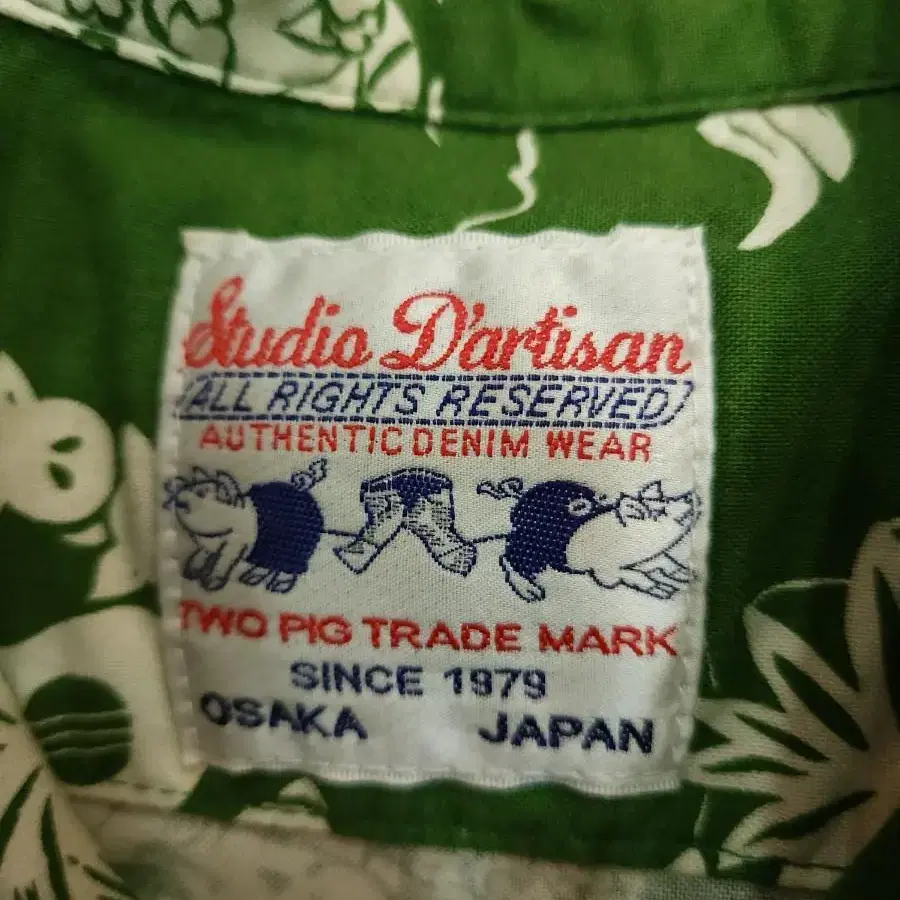 Studio D'artisan
ALL RIGHTS RESERVED
AUTHENTIC DENIM WEAR
TWO PIG TRADE MARK
SINCE 1979
OSAKA JAPAN